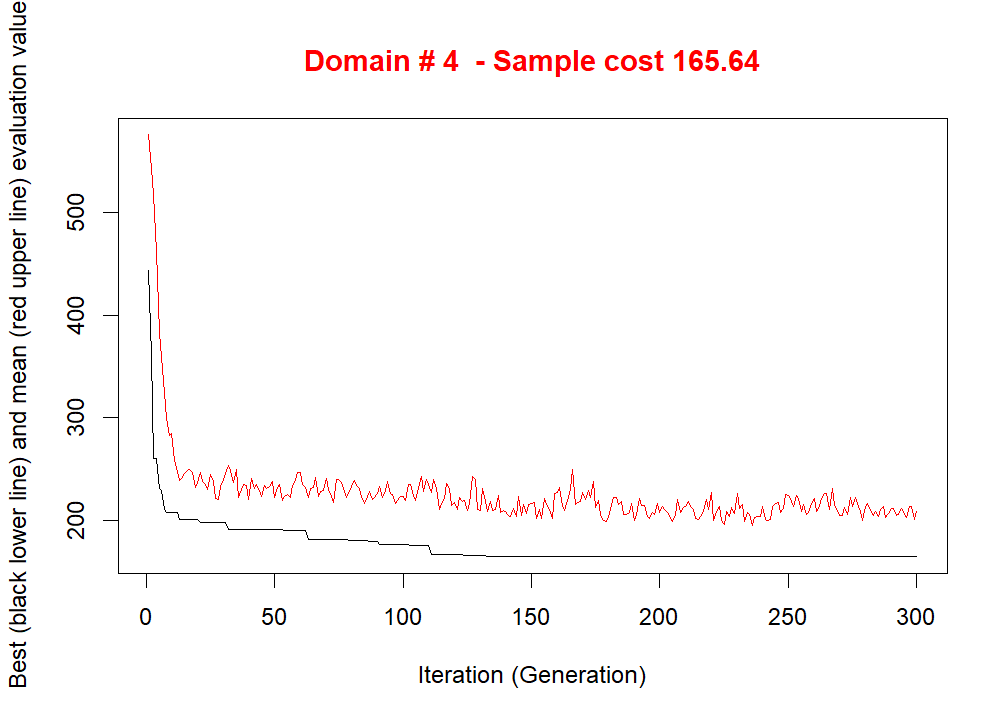 Domain # 4 - Sample cost 165.64
Best (black lower line) and mean (red upper line) evaluation value
500
400
300
200
0 50 100 150 200 250 300
Iteration (Generation)